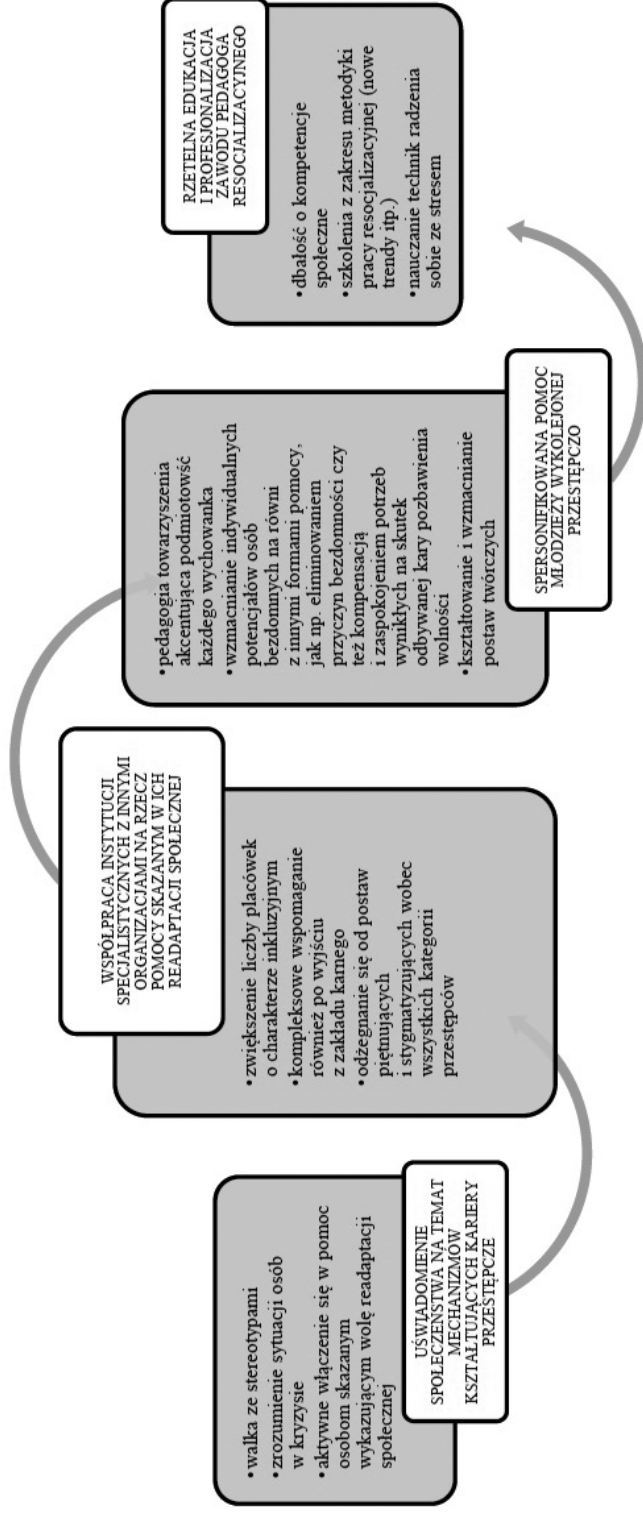 •walka ze stereotypami
•zrozumienie sytuacji osób
w kryzysie
•aktywne włączenie się w pomoc
osobom skazanym
wykazującym wolę readaptacji
społecznej
UŚWIADOMIENIE
SPOŁECZEŃSTWA NA TEMAT
MECHANIZMÓW
KSZTAŁTUJĄCYCH KARIERY
PRZESTĘPCZE
WSPÓŁPRACA INSTYTUCJI
SPECJALISTYCZNYCH Z INNYMI
ORGANIZACJAMI NA RZECZ
POMOCY SKAZANYM W ICH
READAPTACJI SPOŁECZNEJ
•zwiększenie liczby placówek
o charakterze inkluzyjnym
•kompleksowe wspomaganie
również po wyjściu
z zakładu karnego
•odżegnanie się od postaw
piętnujących
i stygmatyzujących wobec
wszystkich kategorii
przestępców
•pedagogia towarzyszenia
akcentująca podmiotowść
każdego wychowanka
•wzmacnianie indywidualnych
potencjałów osób
bezdomnych na równi
z innymi formami pomocy,
jak np. eliminowaniem
przyczyn bezdomności czy
też kompensacją
i zaspokojeniem potrzeb
wynikłych na skutek
odbywanej kary pozbawienia
wolności
•kształtowanie i wzmacnianie
postaw twórczych
SPERSONIFIKOWANA POMOC
MŁODZIEŻY WYKOLEJONEJ
PRZESTĘPCZO
RZETELNA EDUKACJA
I PROFESJONALIZACJA
ZAWODU PEDAGOGA
RESOCJALIZACYJNEGO
•dbałość o kompetencje
społeczne
•szkolenia z zakresu metodyki
pracy resocjalizacyjnej (nowe
trendy itp.)
•nauczanie technik radzenia
sobie ze stresem